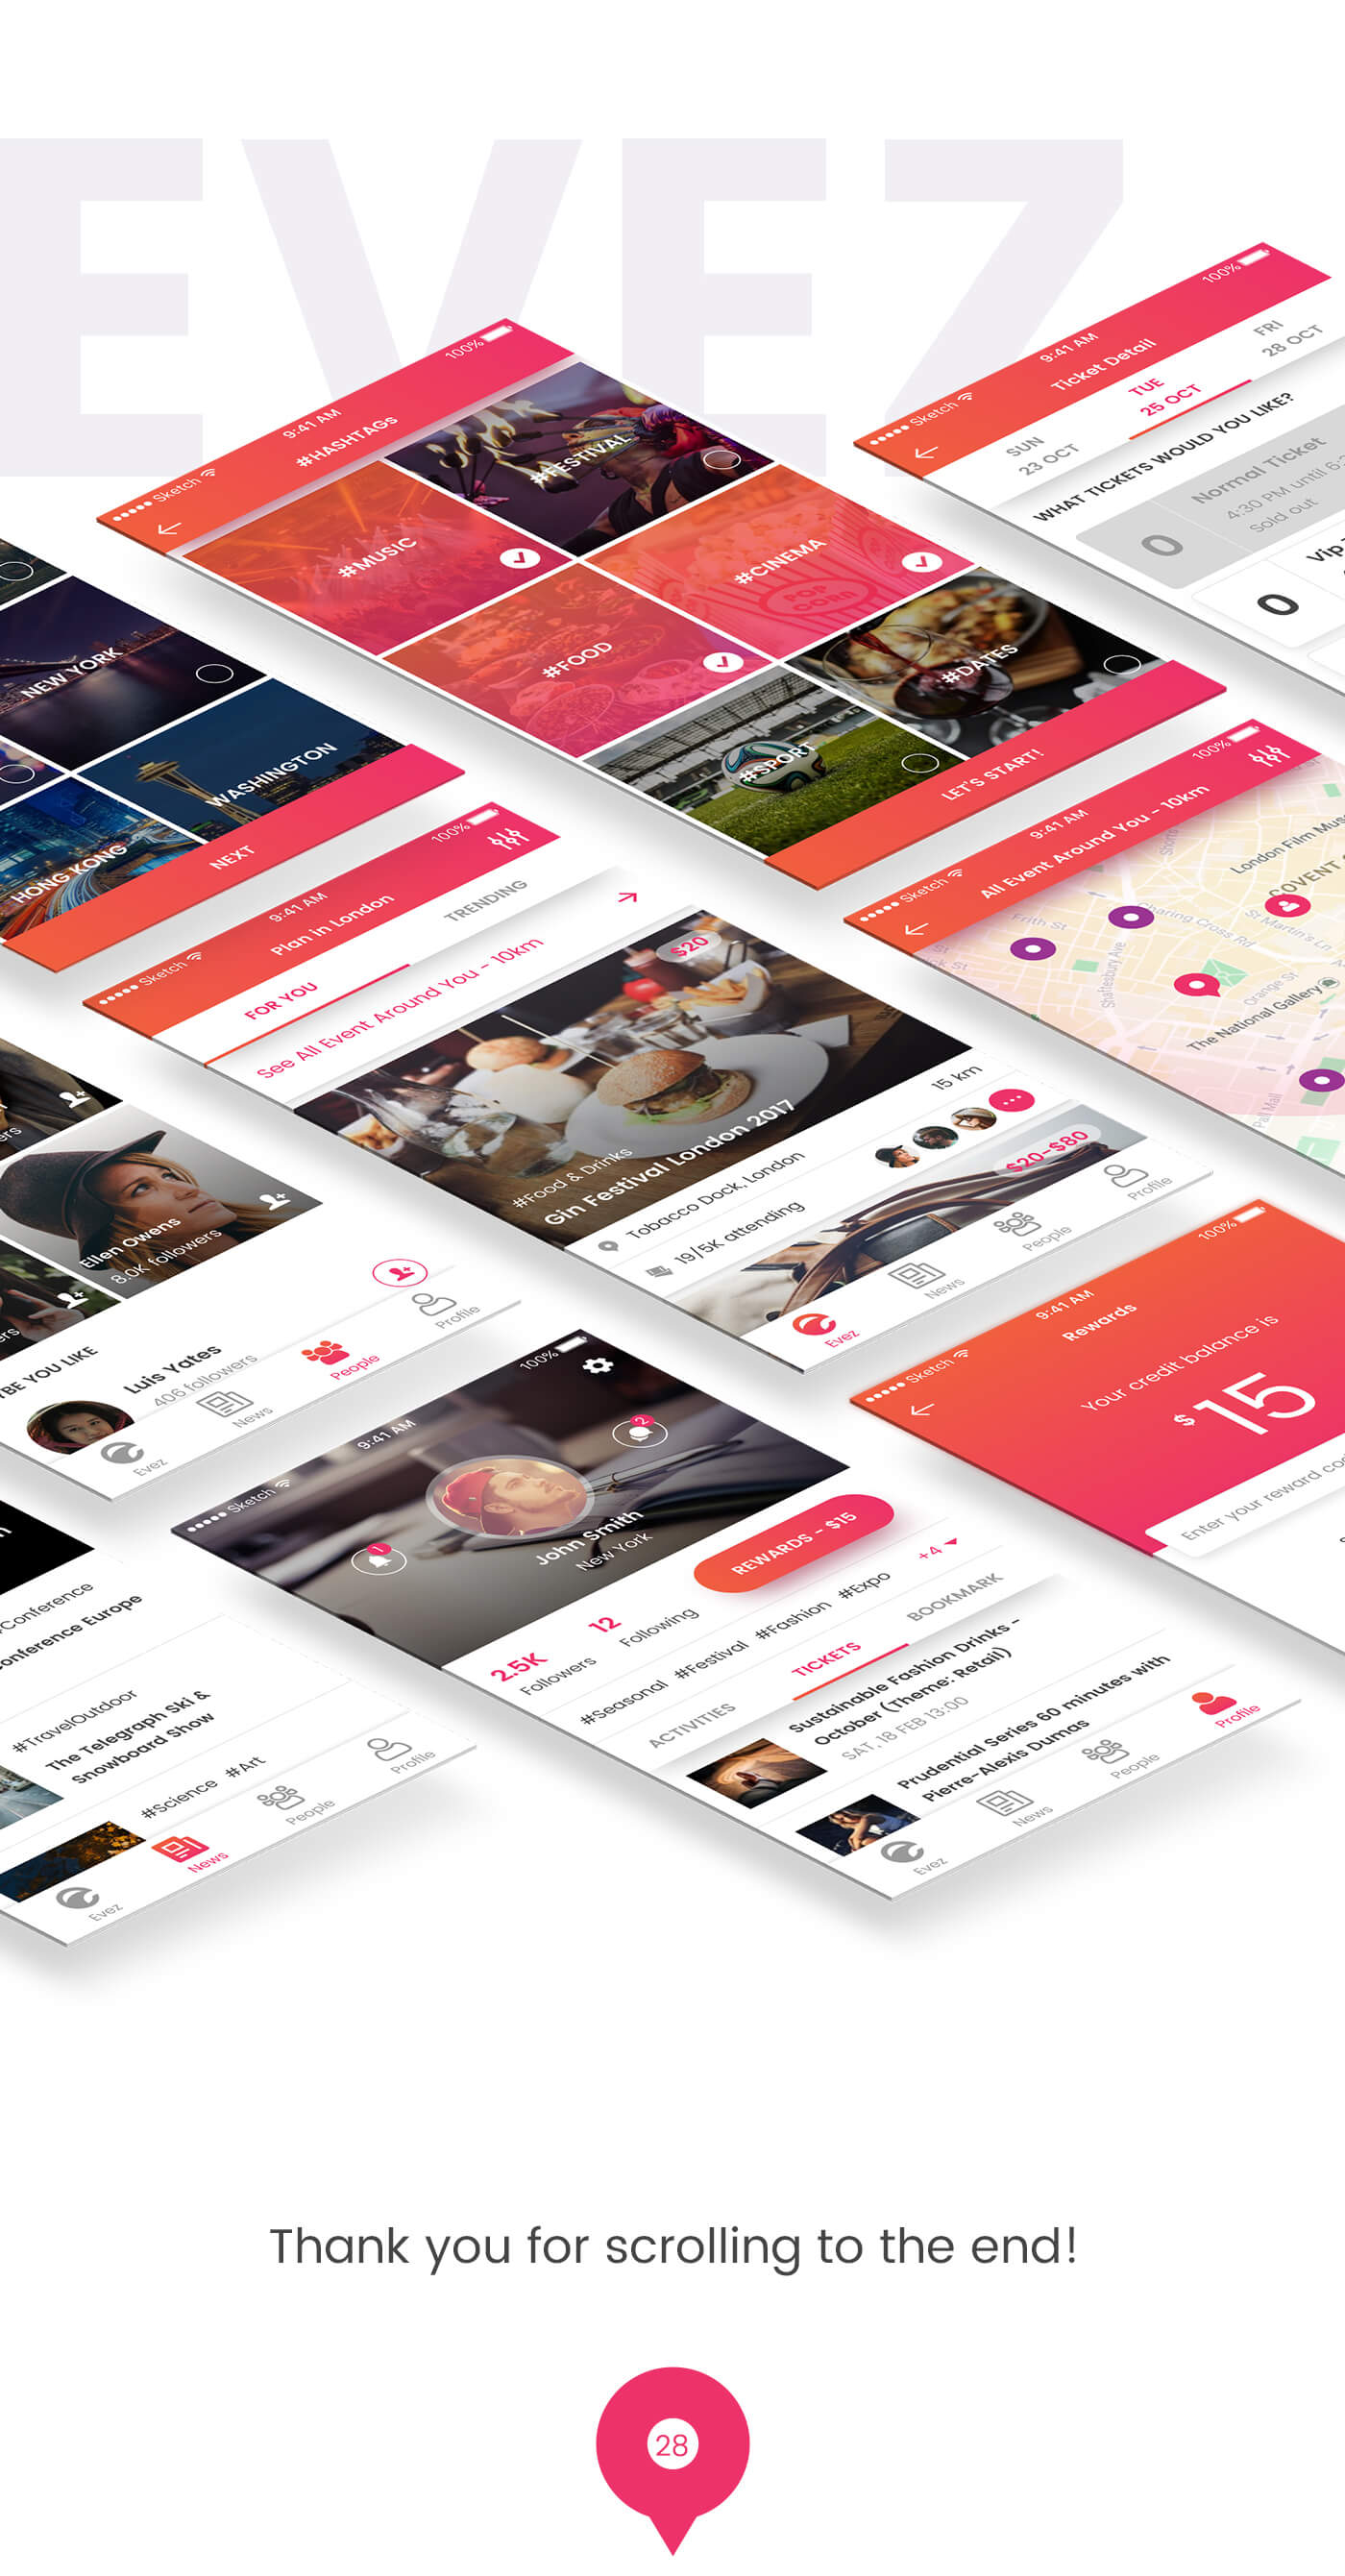 EVEZ
Sketch
9:41 AM
100%
Ticket Detail
SUN
23 OCT
TUE
25 OCT
FRI
28 OCT
WHAT TICKETS WOULD YOU LIKE?
0
Normal Ticket
4:30 PM until
Sold out
0
Sketch
9:41 AM
100%
#HASHTAGs
#MUSIC
#FESTIVAL
#FOOD
#CINEMA
POP
CORN
#SPORT
#DATES
LET'S START!
NEW YORK
HONG KONG
WASHINGTON
NEXT
Sketch
9:41 AM
100%
Plan in London
FOR YOU
TRENDING
See All Event Around You - 10km
$20
#Food & Drinks
Gin Festival London 2017
Tobacco Dock, London
15 km
19/5K attending
$20-$80
Evez
News
People
Profile
Sketch
9:41 AM
100%
All Event Around You - 10km
London Film
COVENT
Frith St
Charing Cross Rd
St Martin's Ln
Shaftesbury Ave
Orange St
The National Gallery
Pall Mall
Ellen Owens
8.0K followers
YOU LIKE
Luis Yates
406 followers
Evez
News
People
Profile
Sketch
9:41 AM
100%
Rewards
Your credit balance is
$15
Enter your reward
Sketch
9:41 AM
100%
1
2
John Smith
New York
REWARDS - $15
2.5K
Followers
12
Following
#Seasonal #Festival #Fashion #Expo
+4
ACTIVITIES
TICKETS
BOOKMARK
Sustainable Fashion Drinks -
October (Theme: Retail)
SAT, 18 FEB 13:00
Prudential Series 60 minutes with
Pierre-Alexis Dumas
Evez
News
People
Profile
Conference
Conference Europe
#TravelOutdoor
The Telegraph Ski &
Snowboard Show
#Science #Art
Evez
News
People
Profile
Thank you for scrolling to the end!
28